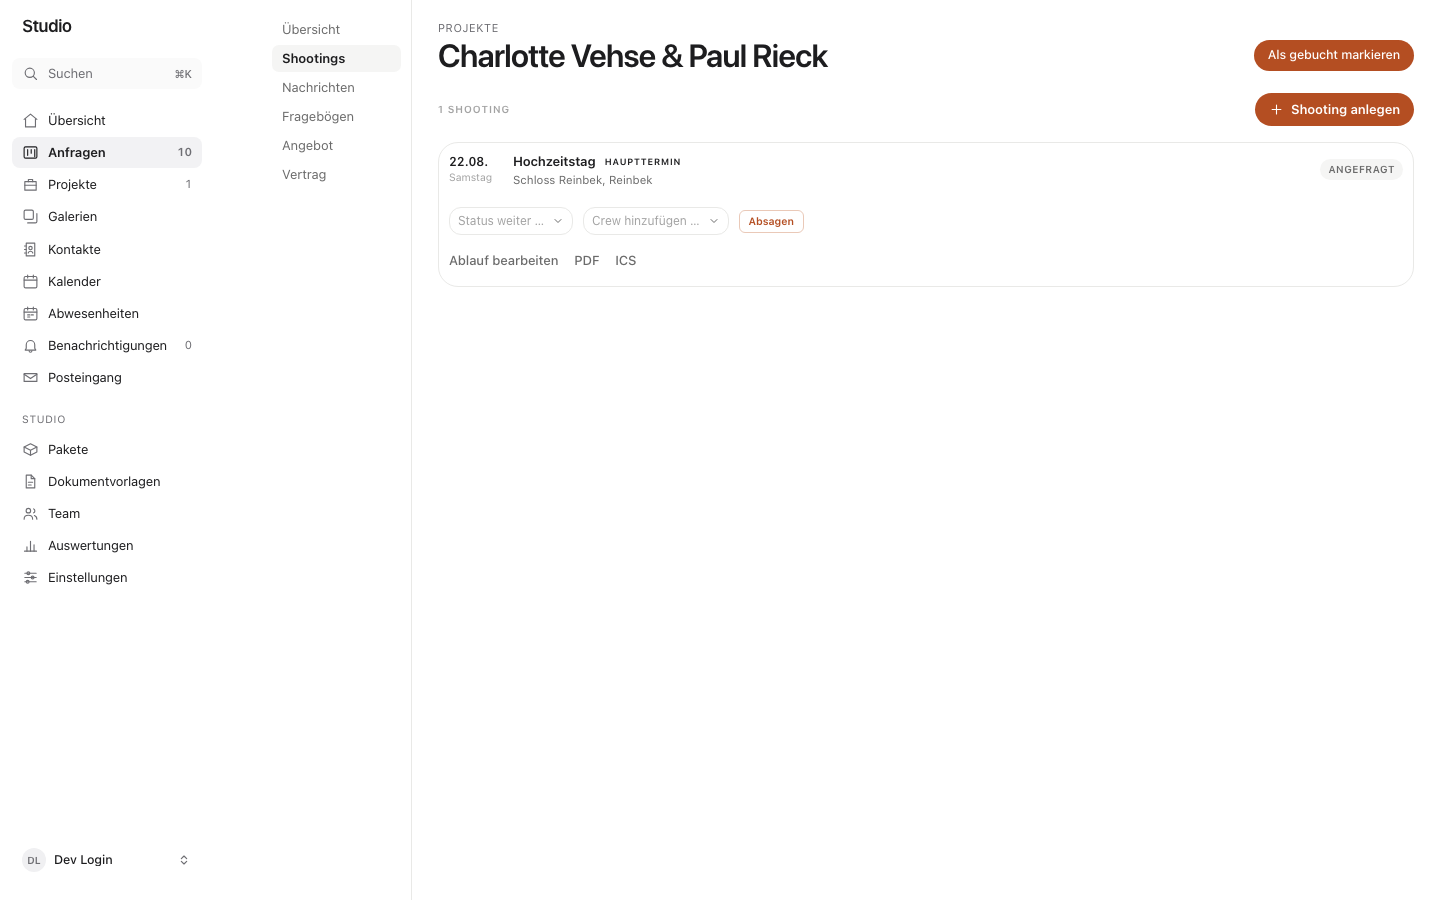 Studio
Suchen ⌘K
Übersicht
Anfragen 10
Projekte 1
Galerien
Kontakte
Kalender
Abwesenheiten
Benachrichtigungen 0
Posteingang
STUDIO
Pakete
Dokumentvorlagen
Team
Auswertungen
Einstellungen
DL Dev Login
Übersicht
Shootings
Nachrichten
Fragebögen
Angebot
Vertrag
PROJEKTE
Charlotte Vehse & Paul Rieck
Als gebucht markieren
1 SHOOTING
Shooting anlegen
22.08. Hochzeitstag HAUPTTERMIN
Samstag Schloss Reinbek, Reinbek
ANGEFRAGT
Status weiter ... Crew hinzufügen ... Absagen
Ablauf bearbeiten PDF ICS